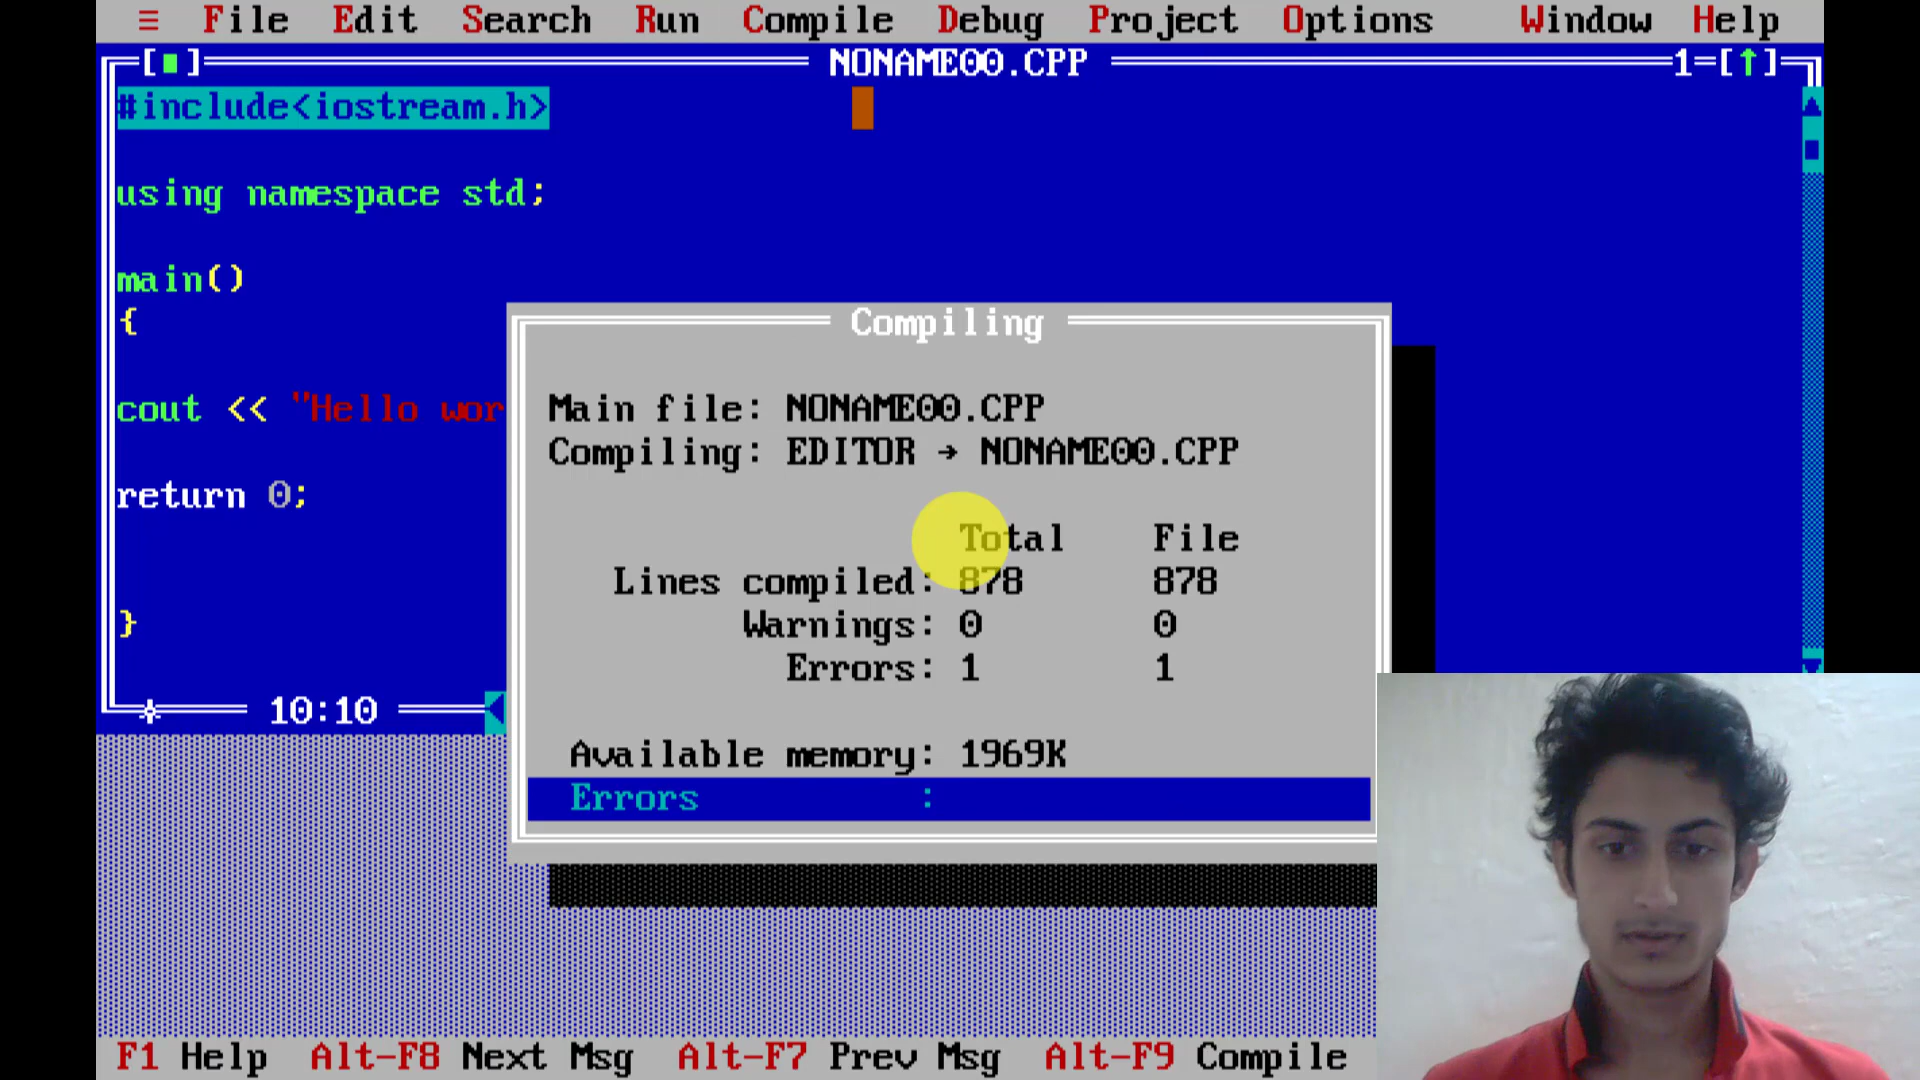 ≡ File Edit Search Run Compile Debug Project Options Window Help
[■] NONAME00.CPP 1=[↑]
#include<iostream.h>
using namespace std;
main()
{
cout << "Hello wor
return 0;
}
10:10
Compiling
Main file: NONAME00.CPP
Compiling: EDITOR → NONAME00.CPP
Total File
Lines compiled: 878 878
Warnings: 0 0
Errors: 1 1
Available memory: 1969K
Errors :
F1 Help Alt-F8 Next Msg Alt-F7 Prev Msg Alt-F9 Compile